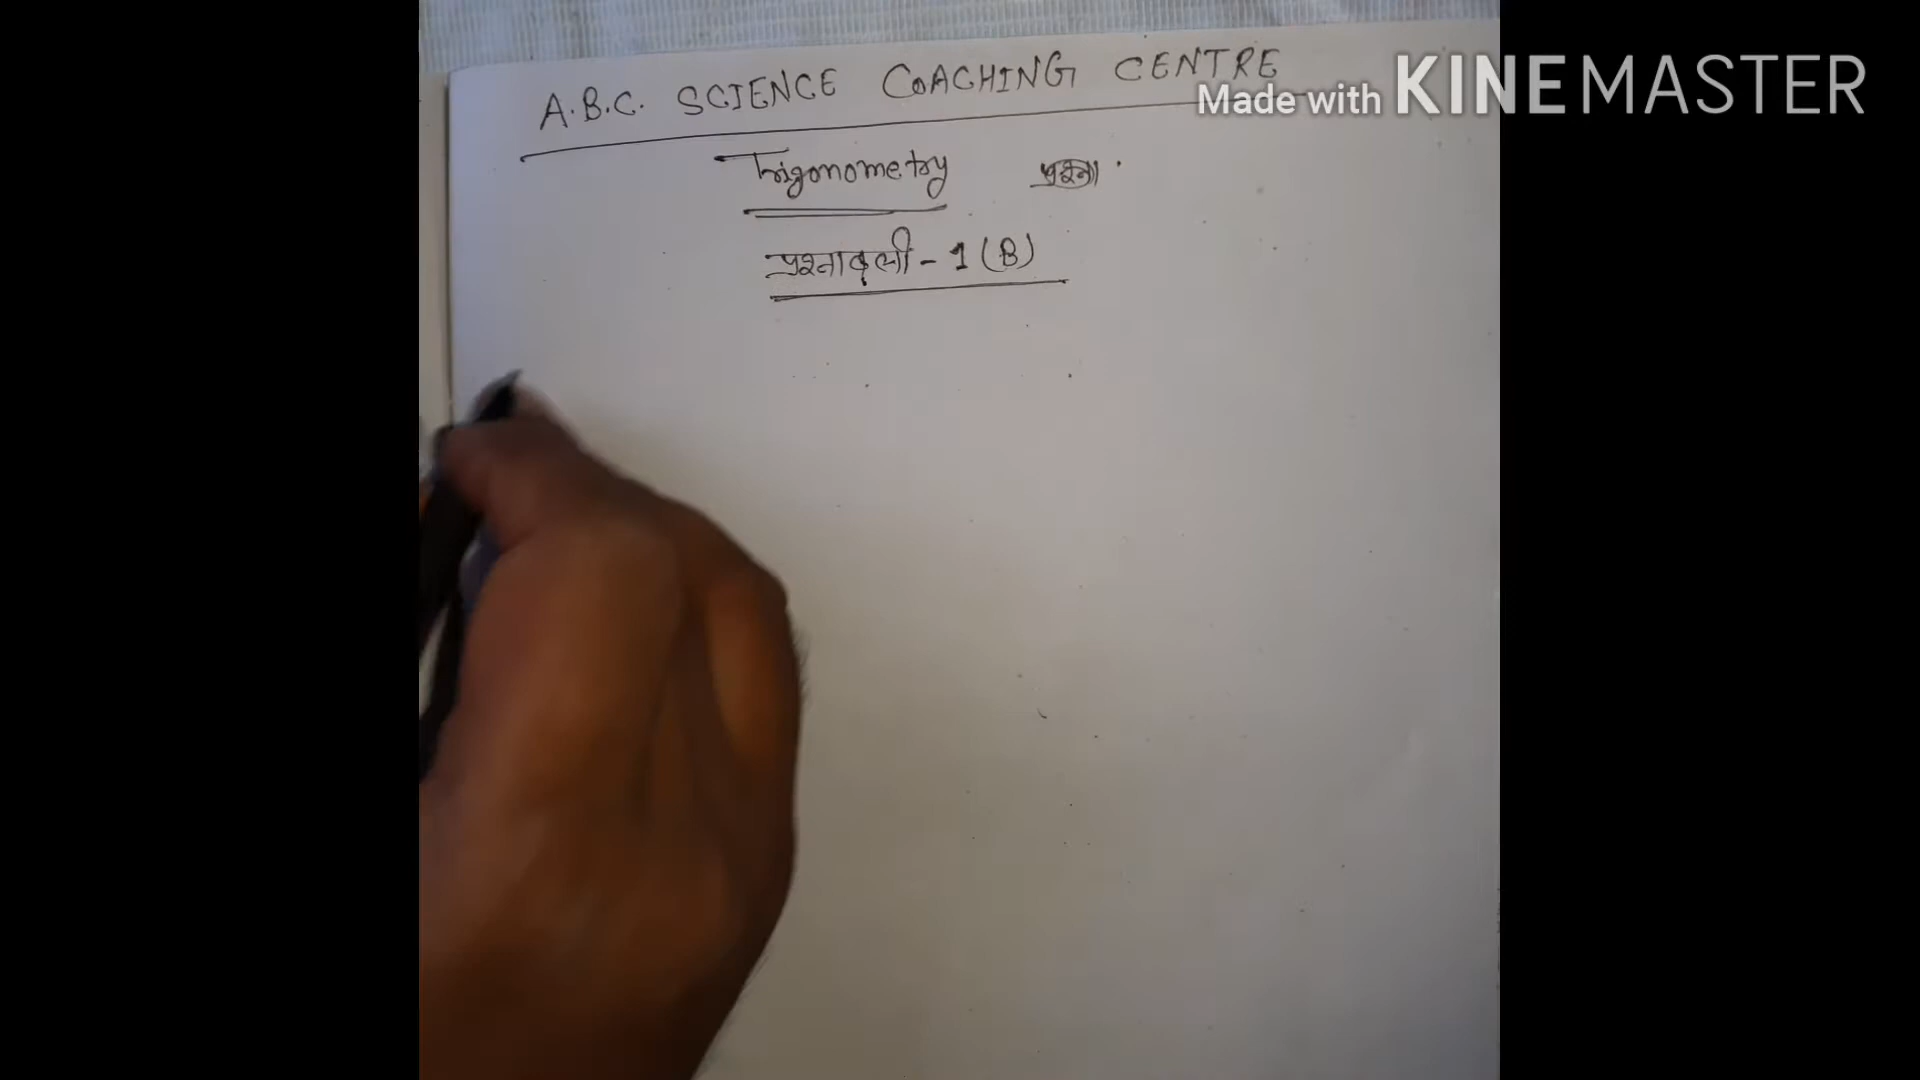 A.B.C. SCIENCE COACHING CENTRE
Made with KINEMASTER
Trigonometry
प्रश्नावली - 1 (B)